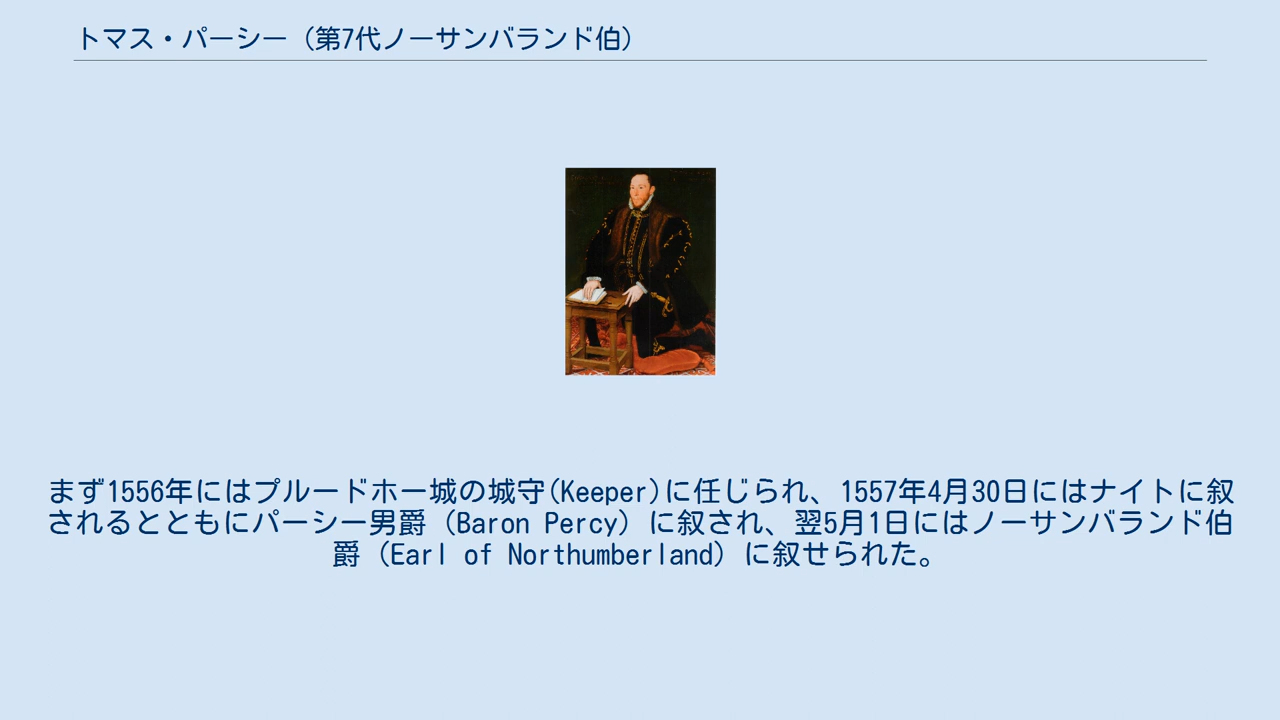 トマス・パーシー (第7代ノーサンバランド伯)
まず1556年にはプルードホー城の城守(Keeper)に任じられ、1557年4月30日にはナイトに叙
されるとともにパーシー男爵 (Baron Percy) に叙され、翌5月1日にはノーサンバランド伯
爵 (Earl of Northumberland) に叙せられた。